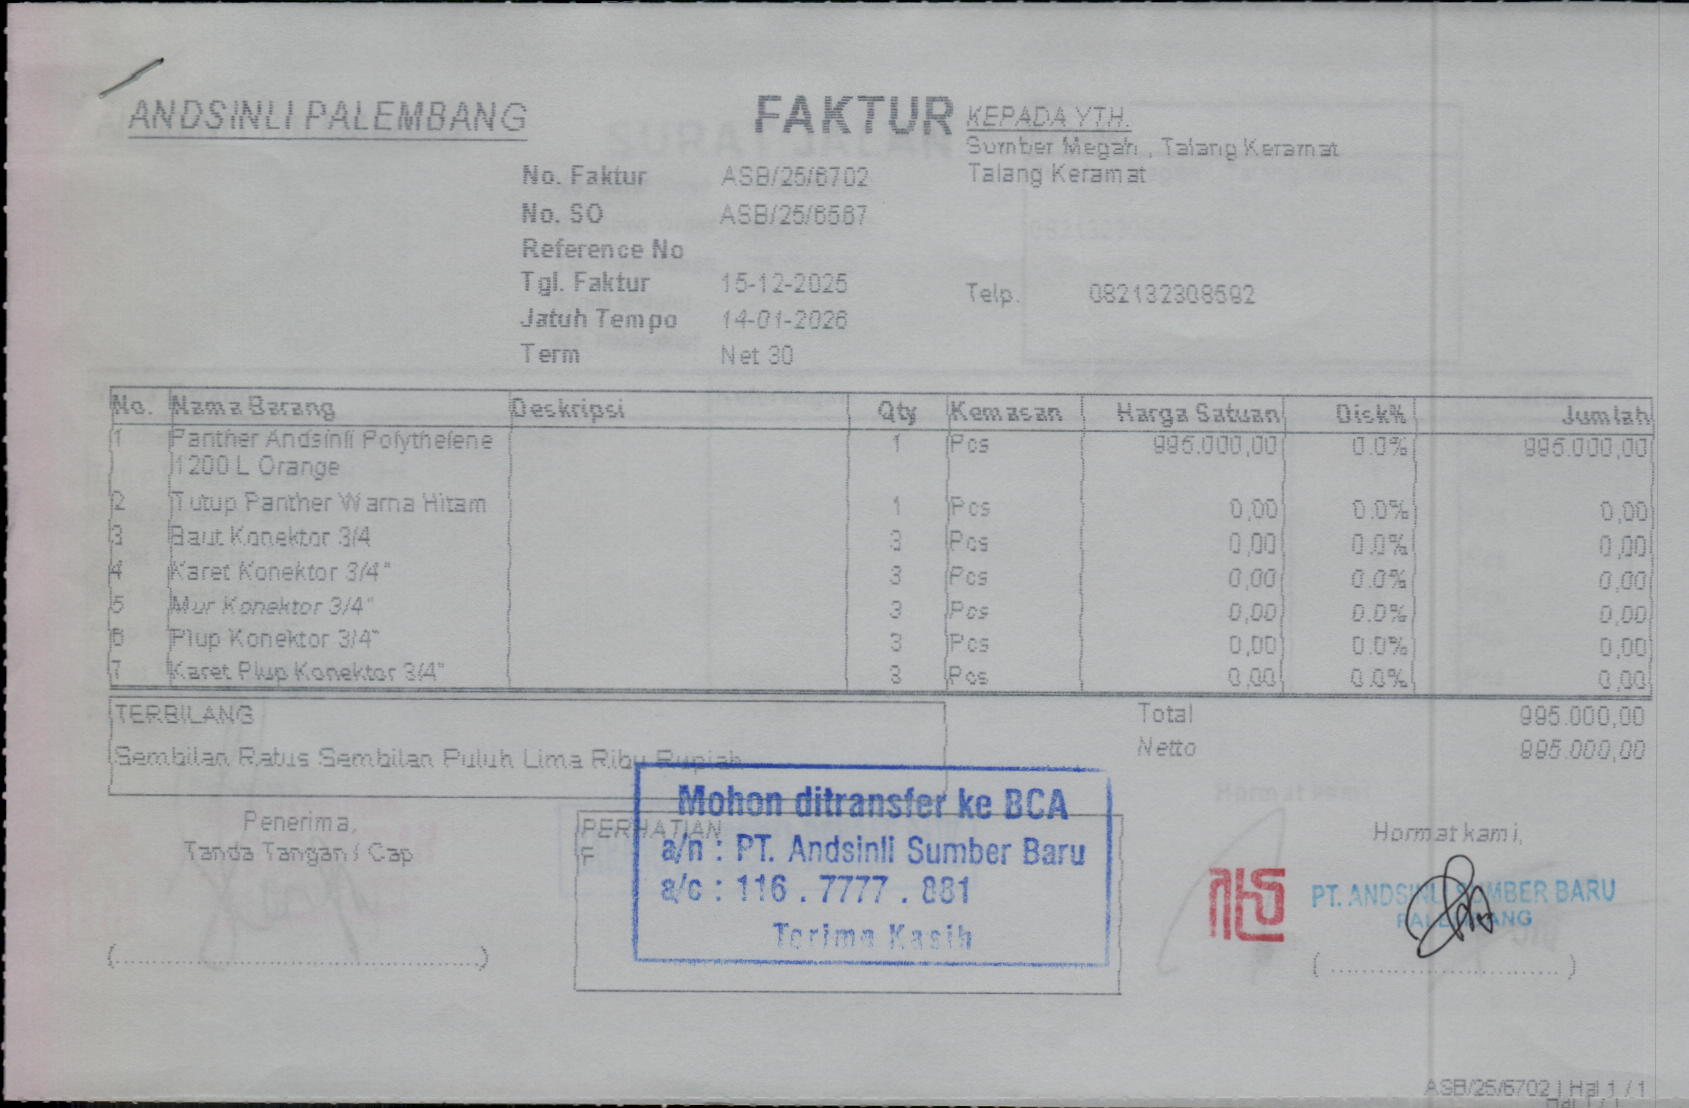 ANDSINLI PALEMBANG
FAKTUR
KEPADA YTH.
Sumber Megah , Talang Keramat
Talang Keramat
No. Faktur ASB/25/6702
No. SO ASB/25/6587
Reference No
Tgl. Faktur 15-12-2025
Telp. 082132308592
Jatuh Tempo 14-01-2026
Term Net 30
No. Nama Barang Deskripsi Qty Kemasan Harga Satuan Disk% Jumlah
1 Panther Andsinli Polythelene 1 Pcs 995.000,00 0.0% 995.000,00
1200 L Orange
2 Tutup Panther Warna Hitam 1 Pcs 0,00 0.0% 0,00
3 Baut Konektor 3/4 3 Pcs 0,00 0.0% 0,00
4 Karet Konektor 3/4" 3 Pcs 0,00 0.0% 0,00
5 Mur Konektor 3/4" 3 Pcs 0,00 0.0% 0,00
6 Plup Konektor 3/4" 3 Pcs 0,00 0.0% 0,00
7 Karet Plup Konektor 3/4" 3 Pcs 0,00 0.0% 0,00
TERBILANG
Sembilan Ratus Sembilan Puluh Lima Ribu Rupiah
Total 995.000,00
Netto 995.000,00
Penerima,
Tanda Tangan / Cap
(..................................................)
PERHATIAN
F
Mohon ditransfer ke BCA
a/n : PT. Andsinli Sumber Baru
a/c : 116 . 7777 . 881
Terima Kasih
Hormat kami,
PT. ANDSINLI SUMBER BARU
PALEMBANG
( ............................... )
ASB/25/6702 | Hal 1 / 1